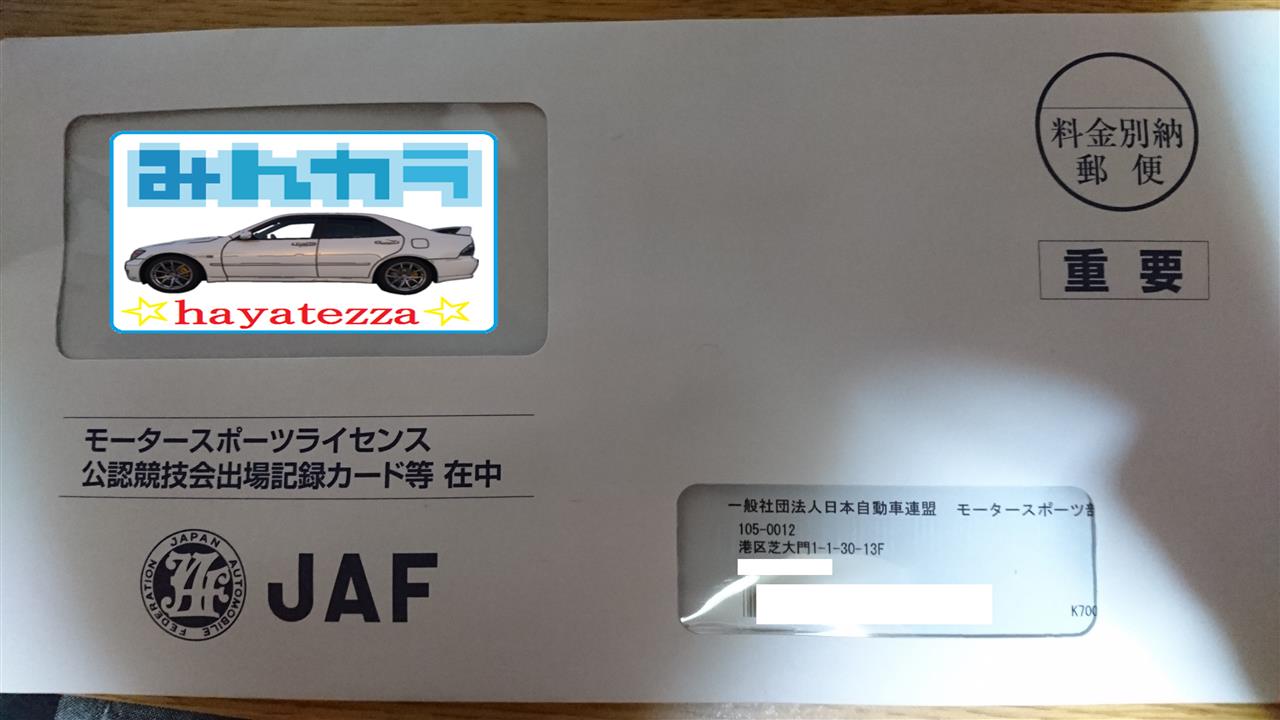 みんカラ
☆hayatezza☆
料金別納
郵便
重要
モータースポーツライセンス
公認競技会出場記録カード等 在中
JAPAN AUTOMOBILE FEDERATION
JAF
JAF
一般社団法人日本自動車連盟 モータースポーツ部
105-0012
港区芝大門1-1-30-13F
K700